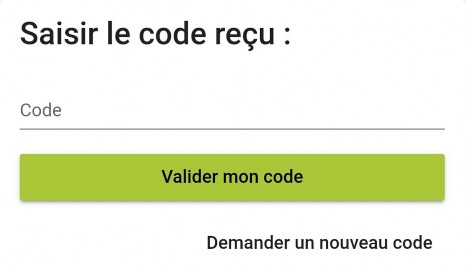 Saisir le code reçu :
Code
Valider mon code
Demander un nouveau code